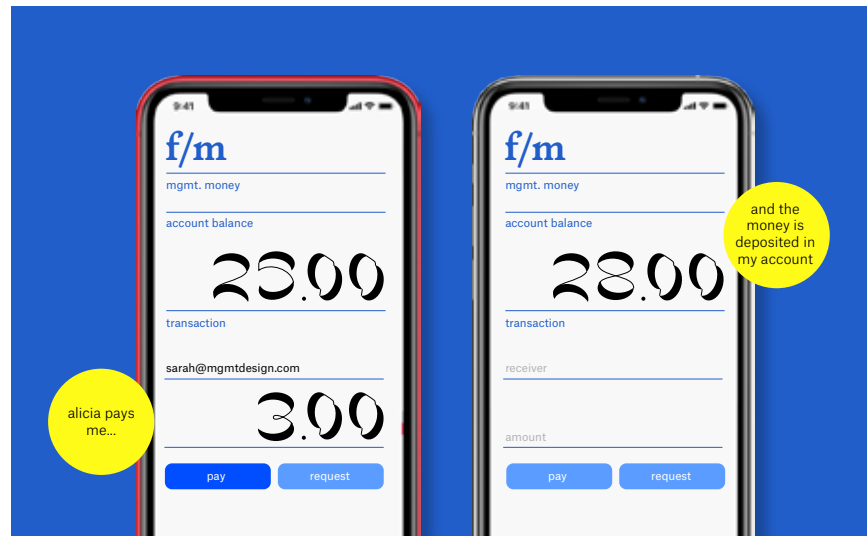 9:41
f/m
mgmt. money
account balance
25.00
transaction
sarah@mgmtdesign.com
3.00
pay
request
alicia pays
me...
9:41
f/m
mgmt. money
account balance
28.00
transaction
receiver
amount
pay
request
and the
money is
deposited in
my account